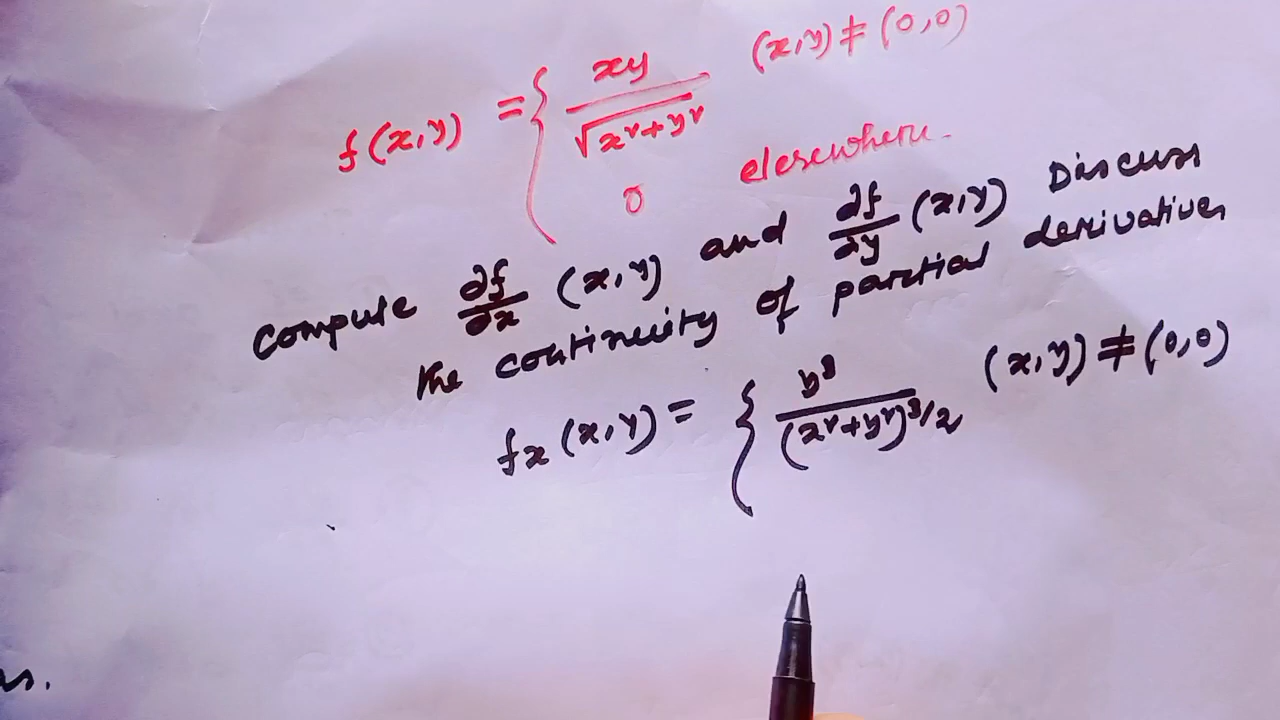 f(x,y) = { xy / √x²+y² (x,y) ≠ (0,0)
0 elsewhere.
compute ∂f/∂x (x,y) and ∂f/∂y (x,y) Discuss
the continuity of partial derivatives
fx(x,y) = { y³ / (x²+y²)^3/2 (x,y) ≠ (0,0)